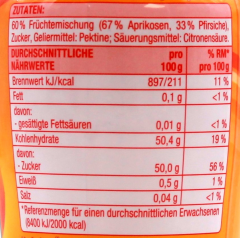 ZUTATEN:
60% Früchtemischung (67% Aprikosen, 33% Pfirsiche),
Zucker, Geliermittel: Pektine; Säuerungsmittel: Citronensäure.
DURCHSCHNITTLICHE NÄHRWERTE pro 100g % RM* pro 100g
Brennwert kJ/kcal 897/211 11%
Fett 0,1 g <1%
davon:
- gesättigte Fettsäuren 0,01 g <1%
Kohlenhydrate 50,4 g 19%
davon:
- Zucker 50,0 g 56%
Eiweiß 0,5 g 1%
Salz 0,04 g <1%
*Referenzmenge für einen durchschnittlichen Erwachsenen
(8400 kJ/2000 kcal)